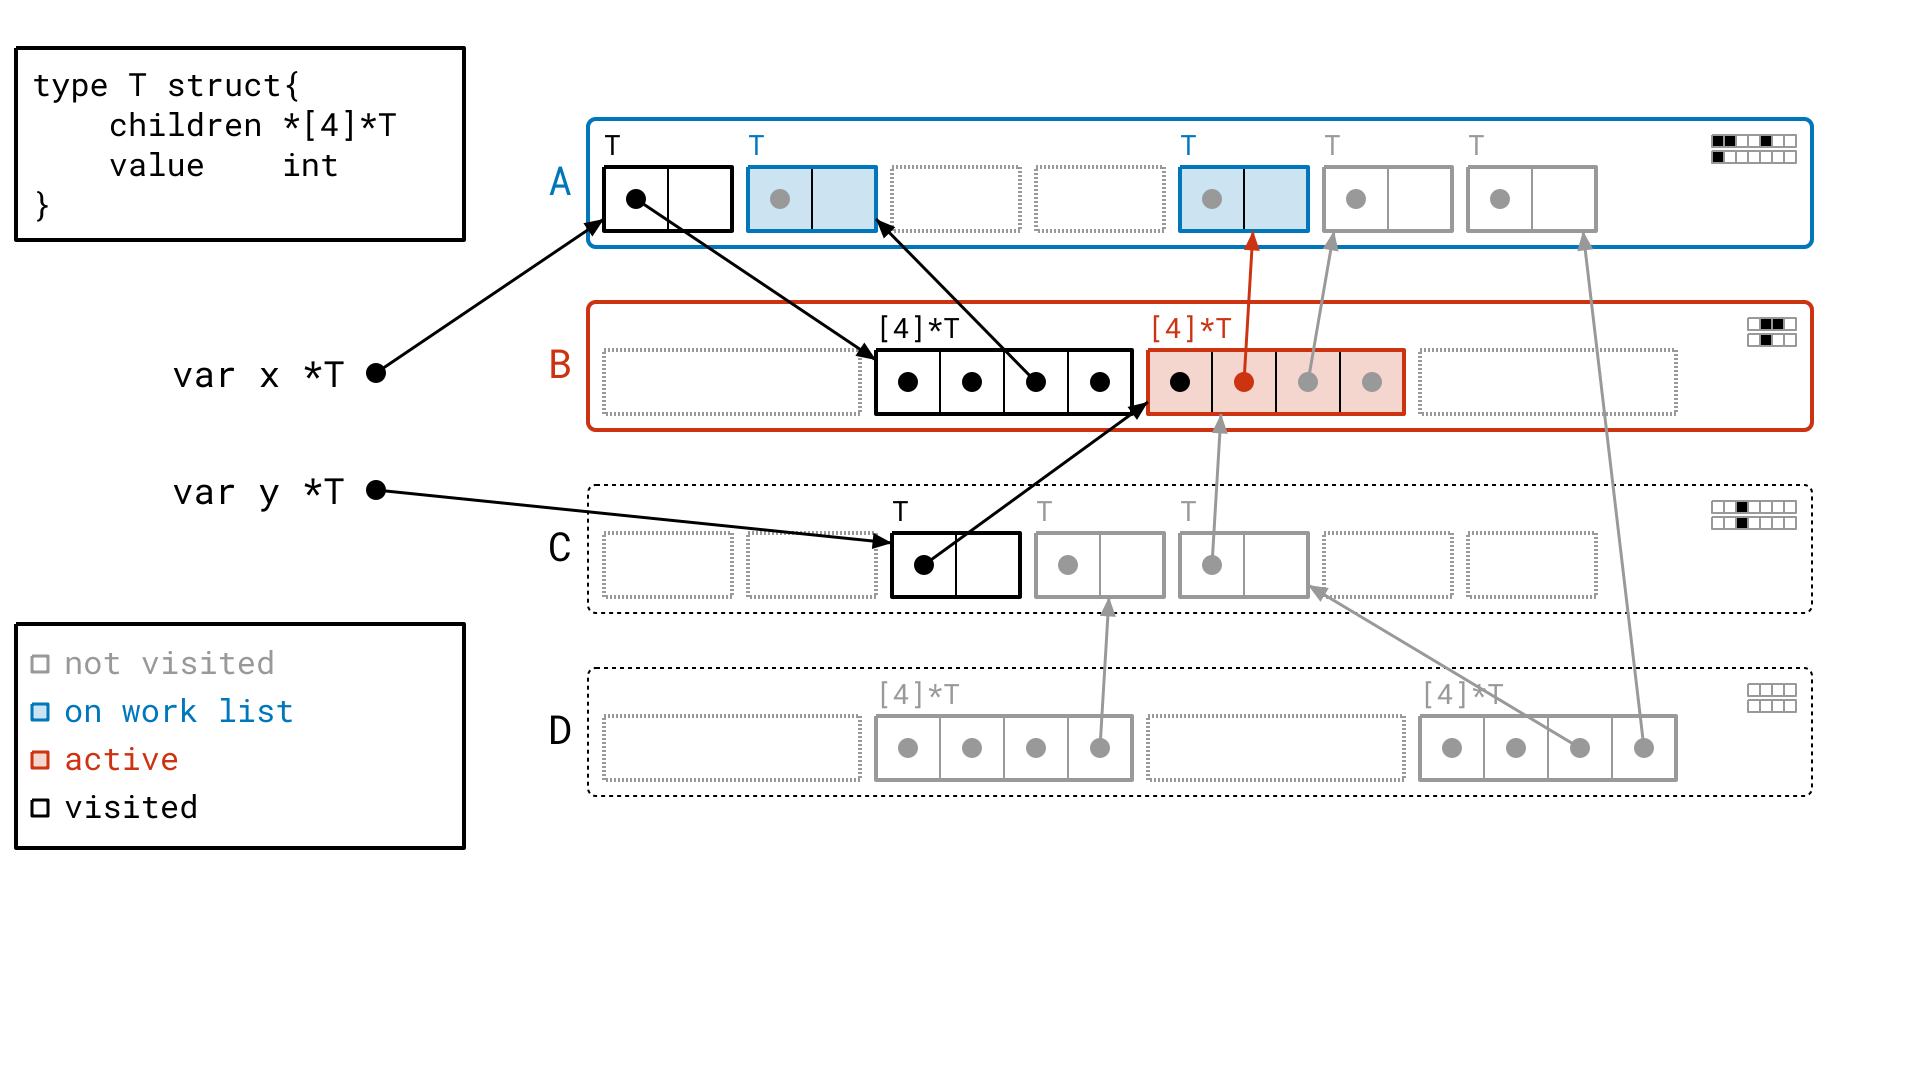 type T struct{
    children *[4]*T
    value    int
}
T T T T T
A
[4]*T [4]*T
B
var x *T
var y *T
T T T
C
not visited
on work list
active
visited
[4]*T [4]*T
D